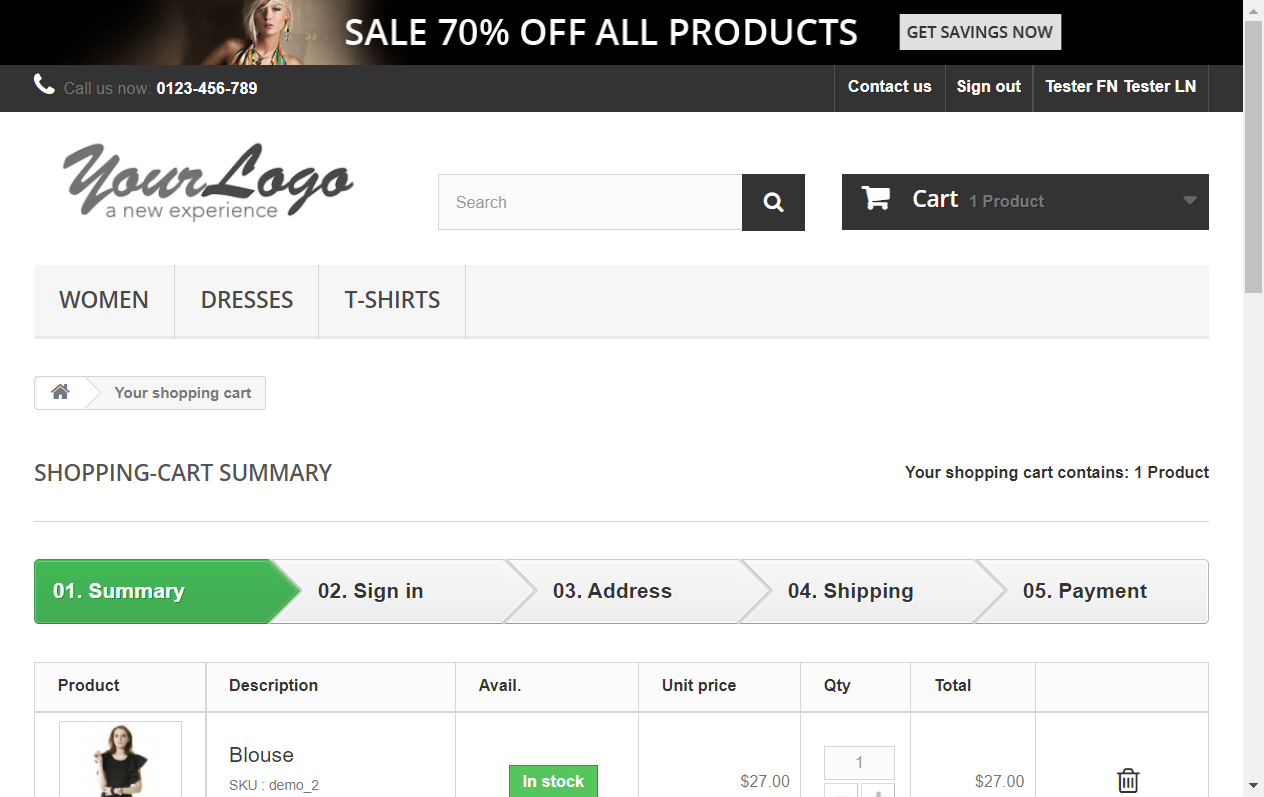 SALE 70% OFF ALL PRODUCTS GET SAVINGS NOW
Call us now: 0123-456-789 Contact us Sign out Tester FN Tester LN
YourLogo
a new experience
Search
Cart 1 Product
WOMEN DRESSES T-SHIRTS
Your shopping cart
SHOPPING-CART SUMMARY Your shopping cart contains: 1 Product
01. Summary 02. Sign in 03. Address 04. Shipping 05. Payment
Product Description Avail. Unit price Qty Total
Blouse
SKU : demo_2
In stock
$27.00
1
$27.00